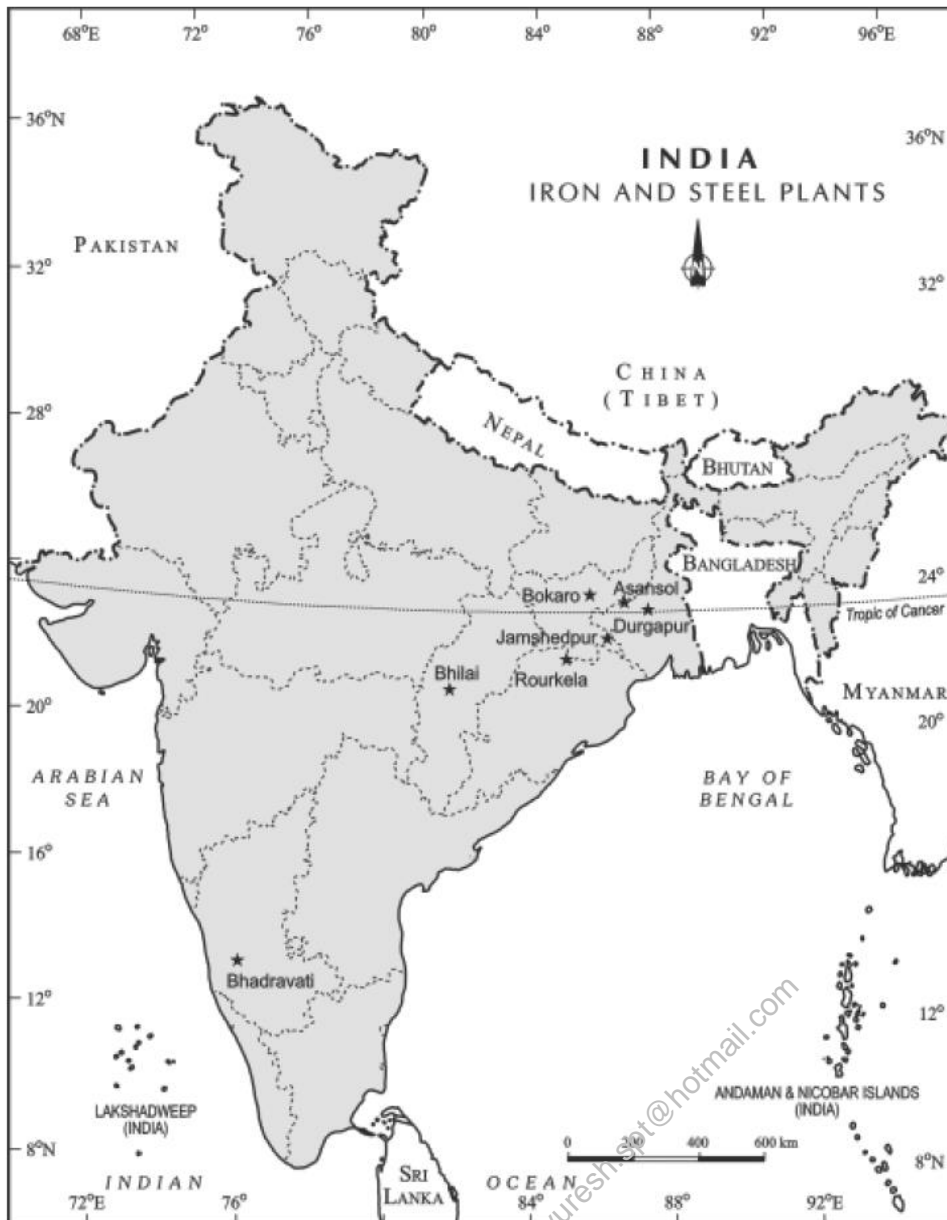 68°E 72° 76° 80° 84° 88° 92° 96°E
36°N
36°N
INDIA
IRON AND STEEL PLANTS
PAKISTAN
N
32°
32°
CHINA
(TIBET)
28°
28°
NEPAL
BHUTAN
BANGLADESH
24°
24°
Tropic of Cancer
Bokaro
Asansol
Durgapur
Jamshedpur
Rourkela
Bhilai
MYANMAR
20°
20°
ARABIAN
SEA
BAY OF
BENGAL
16°
Bhadravati
12°
12°
LAKSHADWEEP
(INDIA)
ANDAMAN & NICOBAR ISLANDS
(INDIA)
0 200 400 600 km
8°N
8°N
SRI
LANKA
INDIAN OCEAN
72°E 76° 84° 88° 92°E